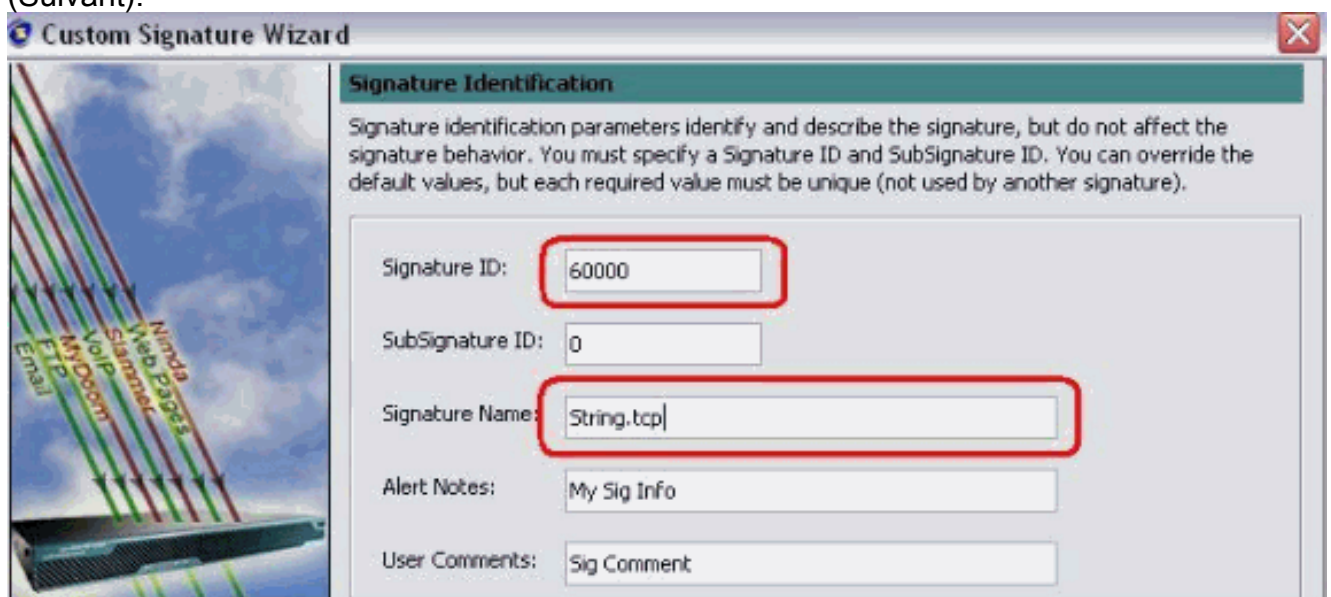 (Suivant).
Custom Signature Wizard
Signature Identification
Signature identification parameters identify and describe the signature, but do not affect the
signature behavior. You must specify a Signature ID and SubSignature ID. You can override the
default values, but each required value must be unique (not used by another signature).
Signature ID: 60000
SubSignature ID: 0
Signature Name: String.tcp
Alert Notes: My Sig Info
User Comments: Sig Comment
Email
FTP
MyDoom
VoIP
Slammer
Web Pages
Nimda